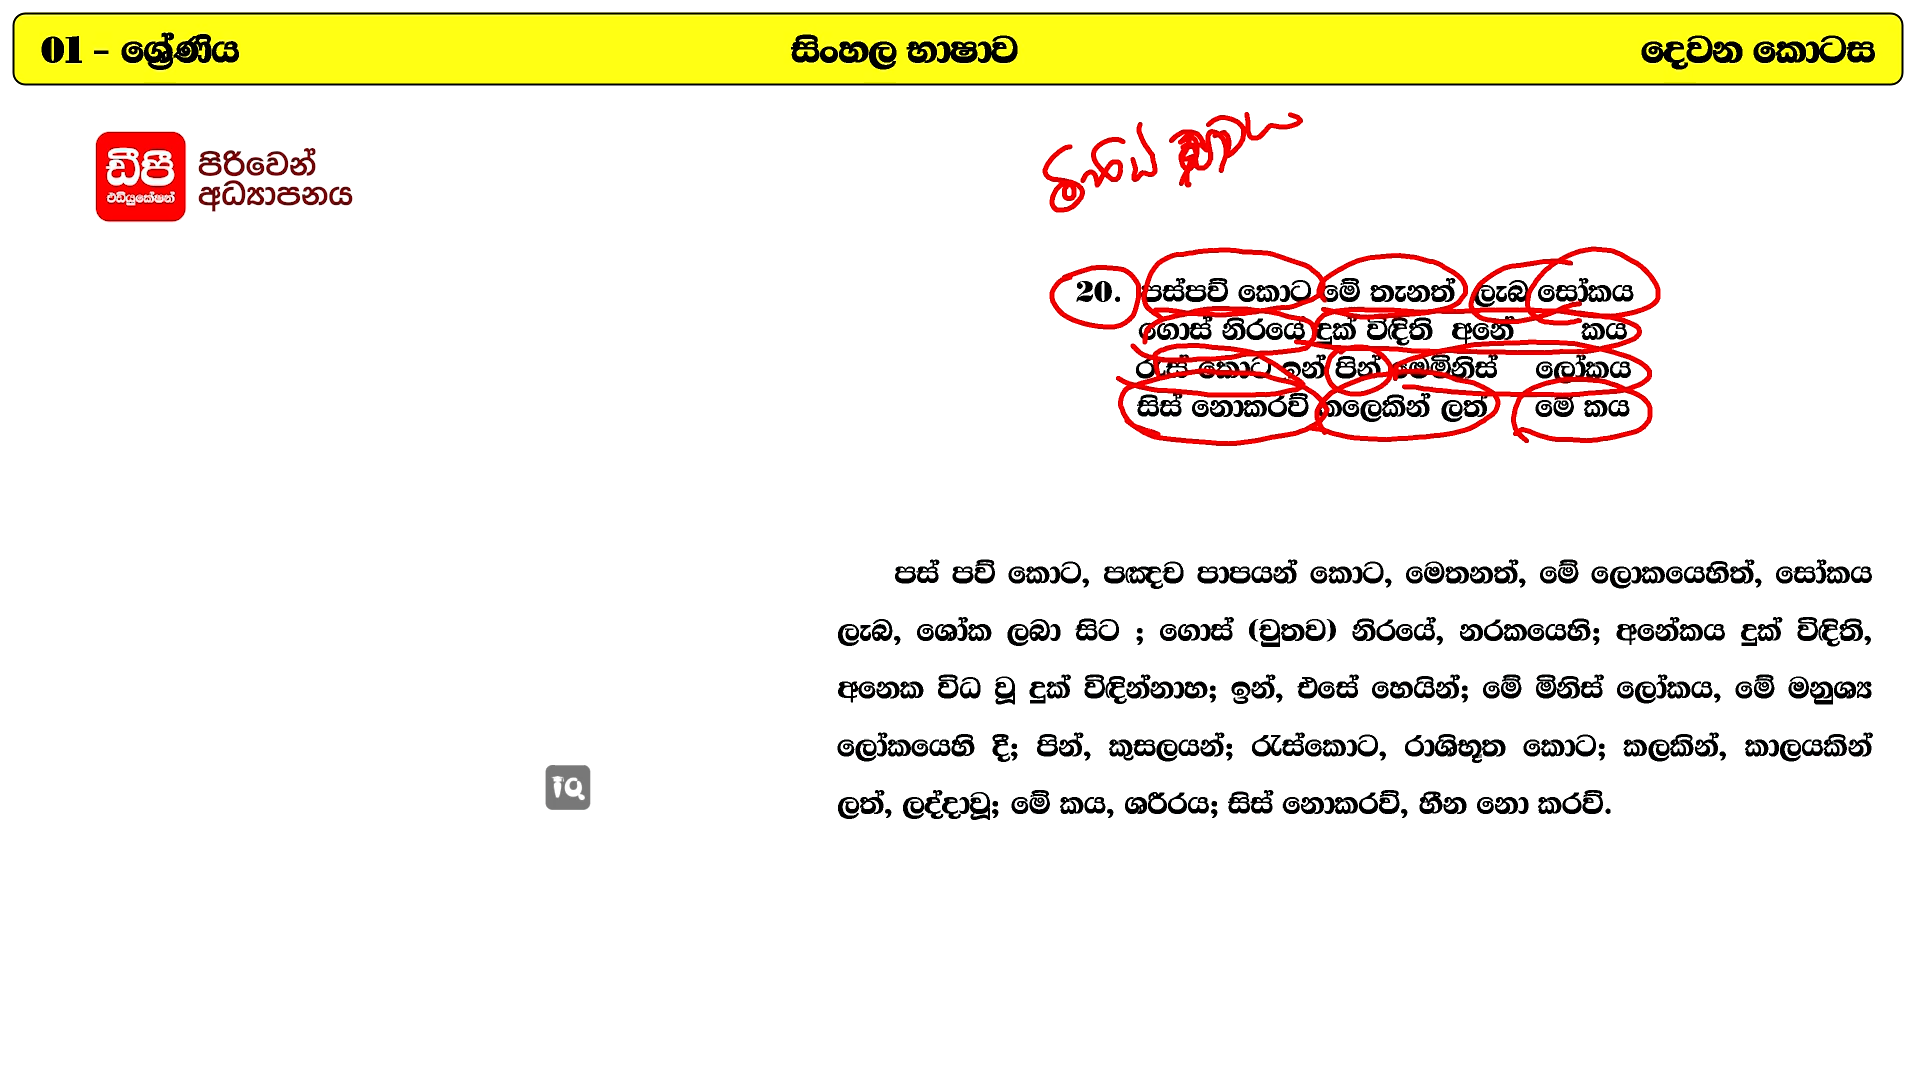 01 – ශ්‍රේණිය සිංහල භාෂාව දෙවන කොටස
ඩීපී
එඩියුකේෂන්
පිරිවෙන්
අධ්‍යාපනය
20. පස්පව් කොට මේ තැනත් ලැබ සෝකය
ගොස් නිරයේ දුක් විඳිති අනේ කය
රැස් කොට ඉන් පින් මෙමිනිස් ලෝකය
සිස් නොකරව් කලෙකින් ලත් මේ කය
පස් පව් කොට, පඤ්ච පාපයන් කොට, මෙතනත්, මේ ලොකයෙහිත්, සෝකය
ලැබ, ශෝක ලබා සිට ; ගොස් (චුතව) නිරයේ, නරකයෙහි; අනේකය දුක් විඳිති,
අනෙක විධ වූ දුක් විඳින්නාහ; ඉන්, එසේ හෙයින්; මේ මිනිස් ලෝකය, මේ මනුශ්‍ය
ලෝකයෙහි දී; පින්, කුසලයන්; රැස්කොට, රාශිභූත කොට; කලකින්, කාලයකින්
ලත්, ලද්දාවූ; මේ කය, ශරීරය; සිස් නොකරව්, හීන නො කරව්.
iQ